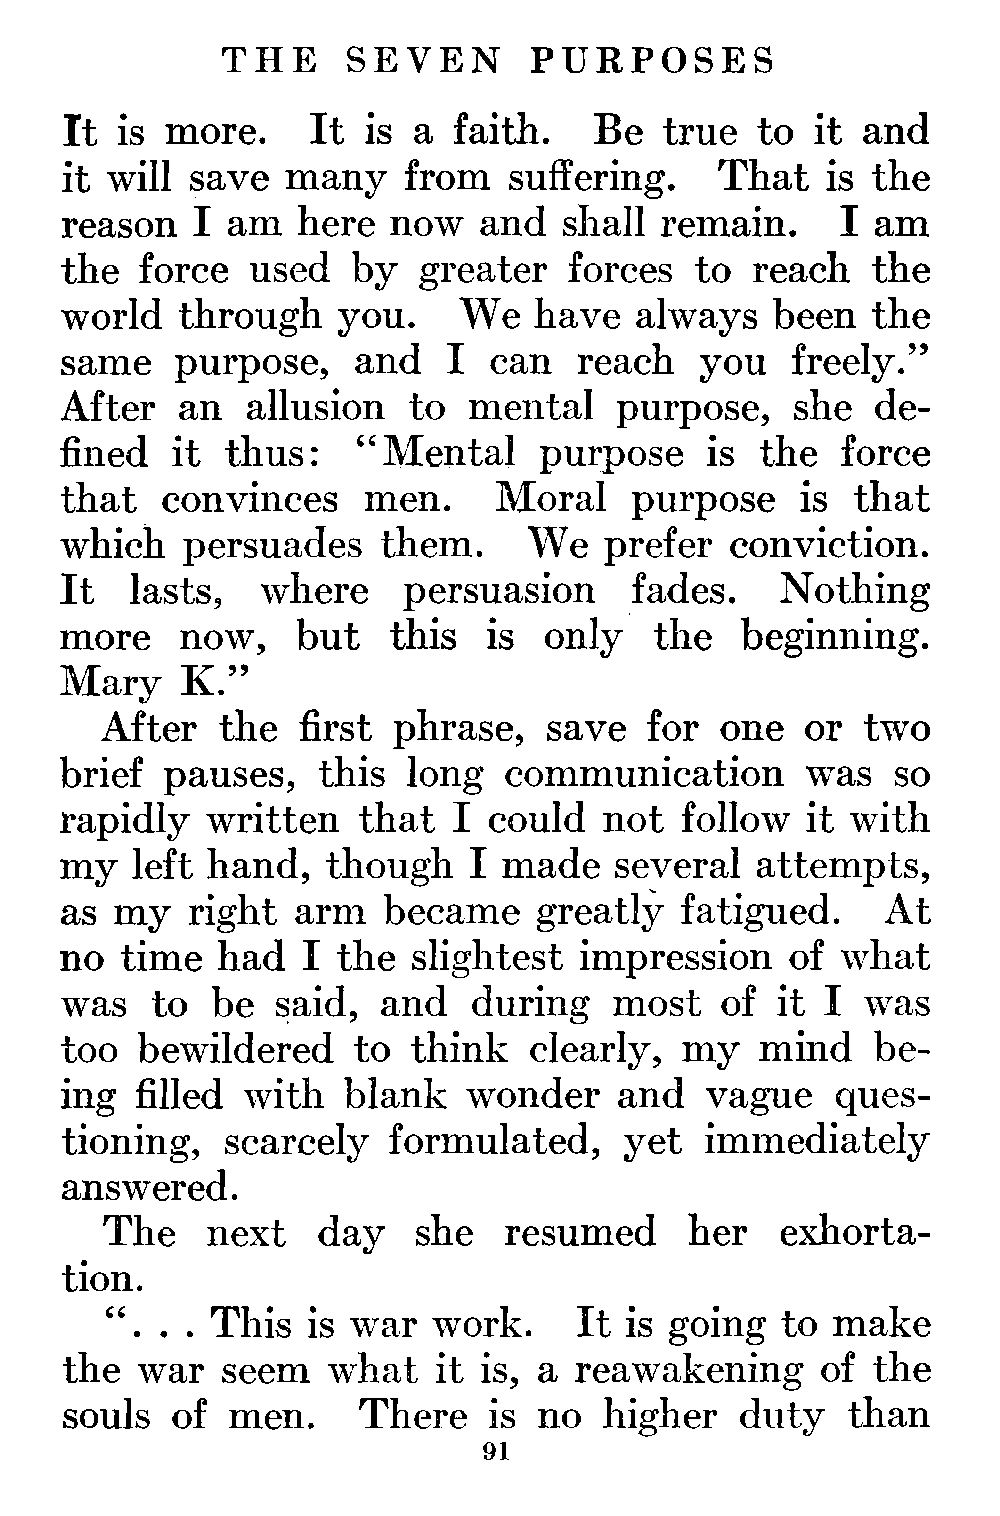 THE SEVEN PURPOSES
It is more. It is a faith. Be true to it and
it will save many from suffering. That is the
reason I am here now and shall remain. I am
the force used by greater forces to reach the
world through you. We have always been the
same purpose, and I can reach you freely.”
After an allusion to mental purpose, she de-
fined it thus: “Mental purpose is the force
that convinces men. Moral purpose is that
which persuades them. We prefer conviction.
It lasts, where persuasion fades. Nothing
more now, but this is only the beginning.
Mary K.”
After the first phrase, save for one or two
brief pauses, this long communication was so
rapidly written that I could not follow it with
my left hand, though I made several attempts,
as my right arm became greatly fatigued. At
no time had I the slightest impression of what
was to be said, and during most of it I was
too bewildered to think clearly, my mind be-
ing filled with blank wonder and vague ques-
tioning, scarcely formulated, yet immediately
answered.
The next day she resumed her exhorta-
tion.
“. . . This is war work. It is going to make
the war seem what it is, a reawakening of the
souls of men. There is no higher duty than
91